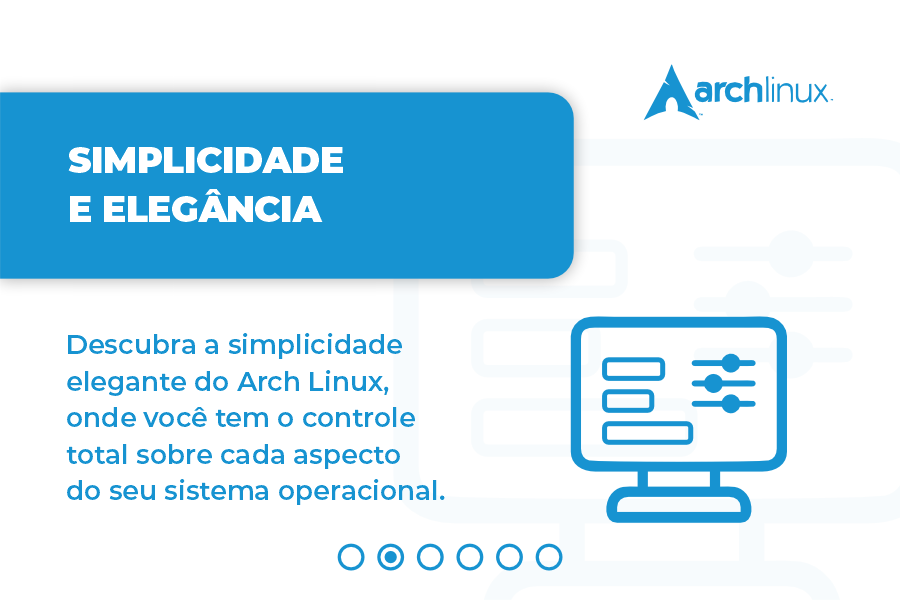 archlinux
SIMPLICIDADE
E ELEGÂNCIA
Descubra a simplicidade
elegante do Arch Linux,
onde você tem o controle
total sobre cada aspecto
do seu sistema operacional.